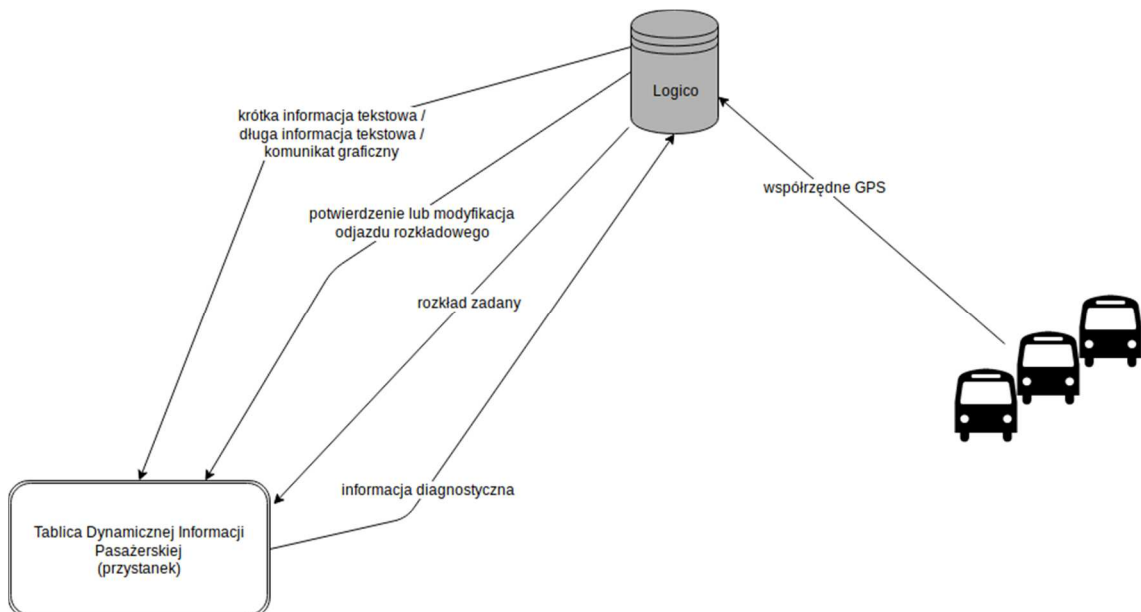 Logico
krótka informacja tekstowa /
długa informacja tekstowa /
komunikat graficzny
współrzędne GPS
potwierdzenie lub modyfikacja
odjazdu rozkładowego
rozkład zadany
informacja diagnostyczna
Tablica Dynamicznej Informacji
Pasażerskiej
(przystanek)